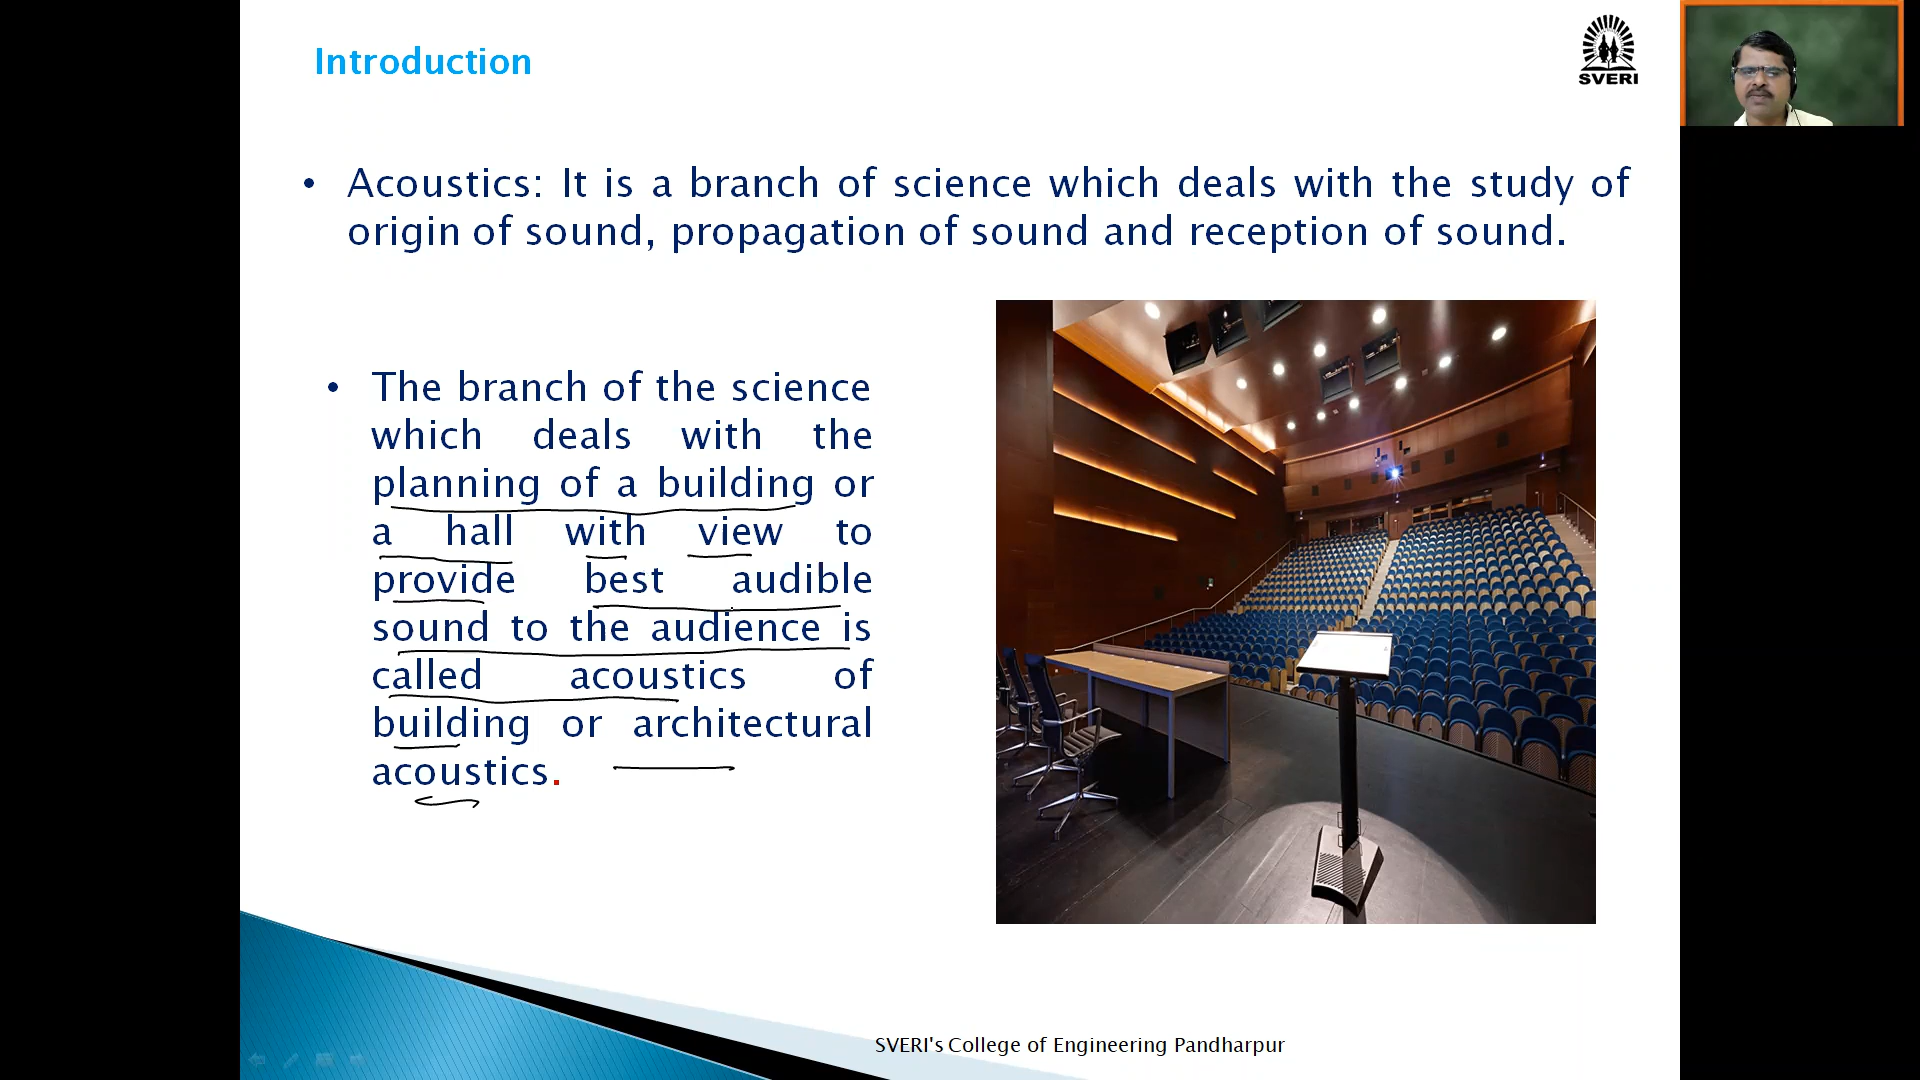 Introduction
SVERI
• Acoustics: It is a branch of science which deals with the study of
origin of sound, propagation of sound and reception of sound.
• The branch of the science
which deals with the
planning of a building or
a hall with view to
provide best audible
sound to the audience is
called acoustics of
building or architectural
acoustics.
SVERI's College of Engineering Pandharpur